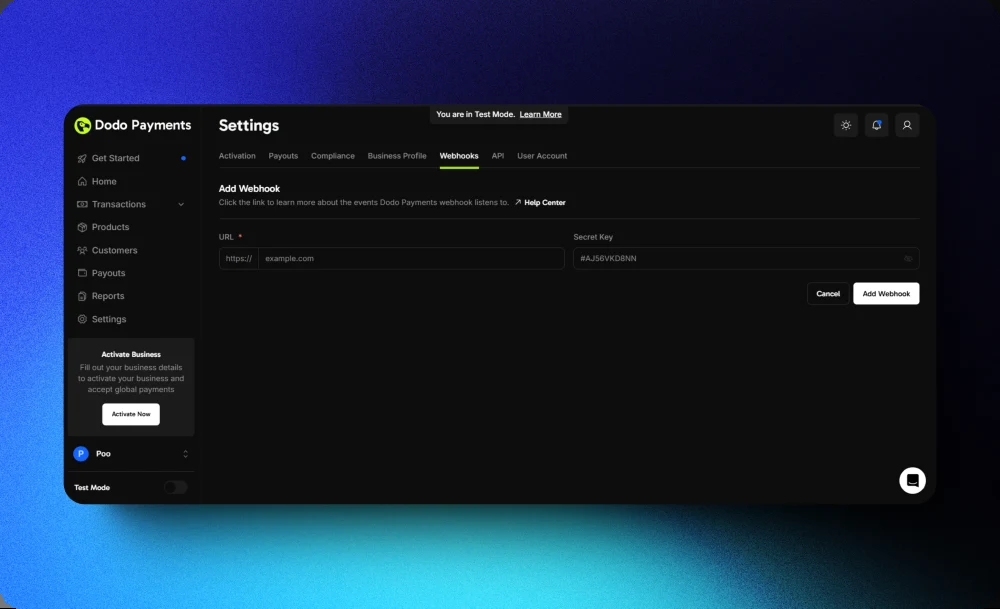 Dodo Payments
Get Started
Home
Transactions
Products
Customers
Payouts
Reports
Settings
Activate Business
Fill out your business details
to activate your business and
accept global payments
Activate Now
P Poo
Test Mode
You are in Test Mode. Learn More
Settings
Activation Payouts Compliance Business Profile Webhooks API User Account
Add Webhook
Click the link to learn more about the events Dodo Payments webhook listens to. Help Center
URL * Secret Key
https:// example.com #AJ56VKD8NN
Cancel Add Webhook